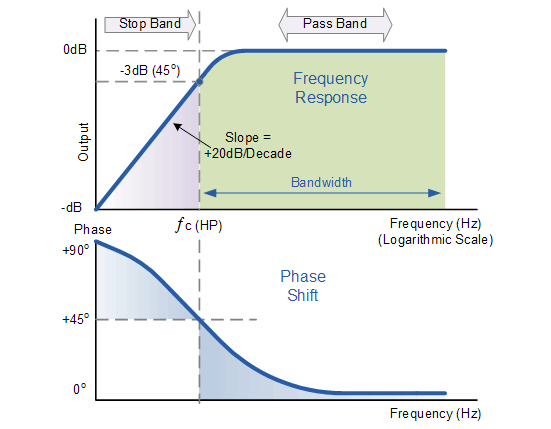 Stop Band
Pass Band
0dB
-3dB (45°)
Frequency
Response
Slope =
+20dB/Decade
Output
Bandwidth
-dB
ƒc (HP)
Frequency (Hz)
(Logarithmic Scale)
Phase
+90°
Phase
Shift
+45°
0°
Frequency (Hz)